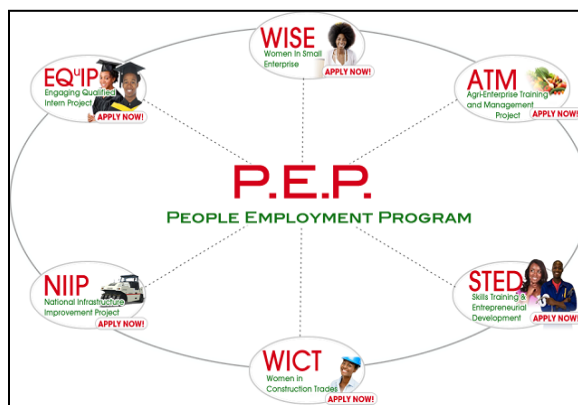 WISE
Women In Small
Enterprise
APPLY NOW!
EQUIP
Engaging Qualified
Intern Project
APPLY NOW!
ATM
Agri-Enterprise Training
and Management
Project
APPLY NOW!
P.E.P.
PEOPLE EMPLOYMENT PROGRAM
NIIP
National Infrastructure
Improvement Project
APPLY NOW!
STED
Skills Training &
Entrepreneurial
Development
APPLY NOW!
WICT
Women in
Construction Trades
APPLY NOW!